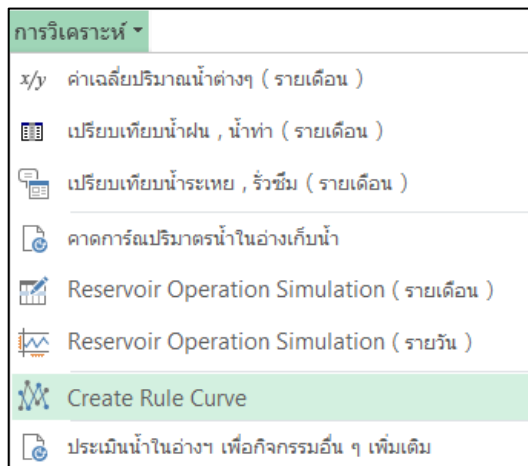 การวิเคราะห์
x/y ค่าเฉลี่ยปริมาณน้ำต่างๆ ( รายเดือน )
เปรียบเทียบน้ำฝน , น้ำท่า ( รายเดือน )
เปรียบเทียบน้ำระเหย , รั่วซึม ( รายเดือน )
คาดการ์ณปริมาตรน้ำในอ่างเก็บน้ำ
Reservoir Operation Simulation ( รายเดือน )
Reservoir Operation Simulation ( รายวัน )
Create Rule Curve
ประเมินน้ำในอ่างฯ เพื่อกิจกรรมอื่น ๆ เพิ่มเติม